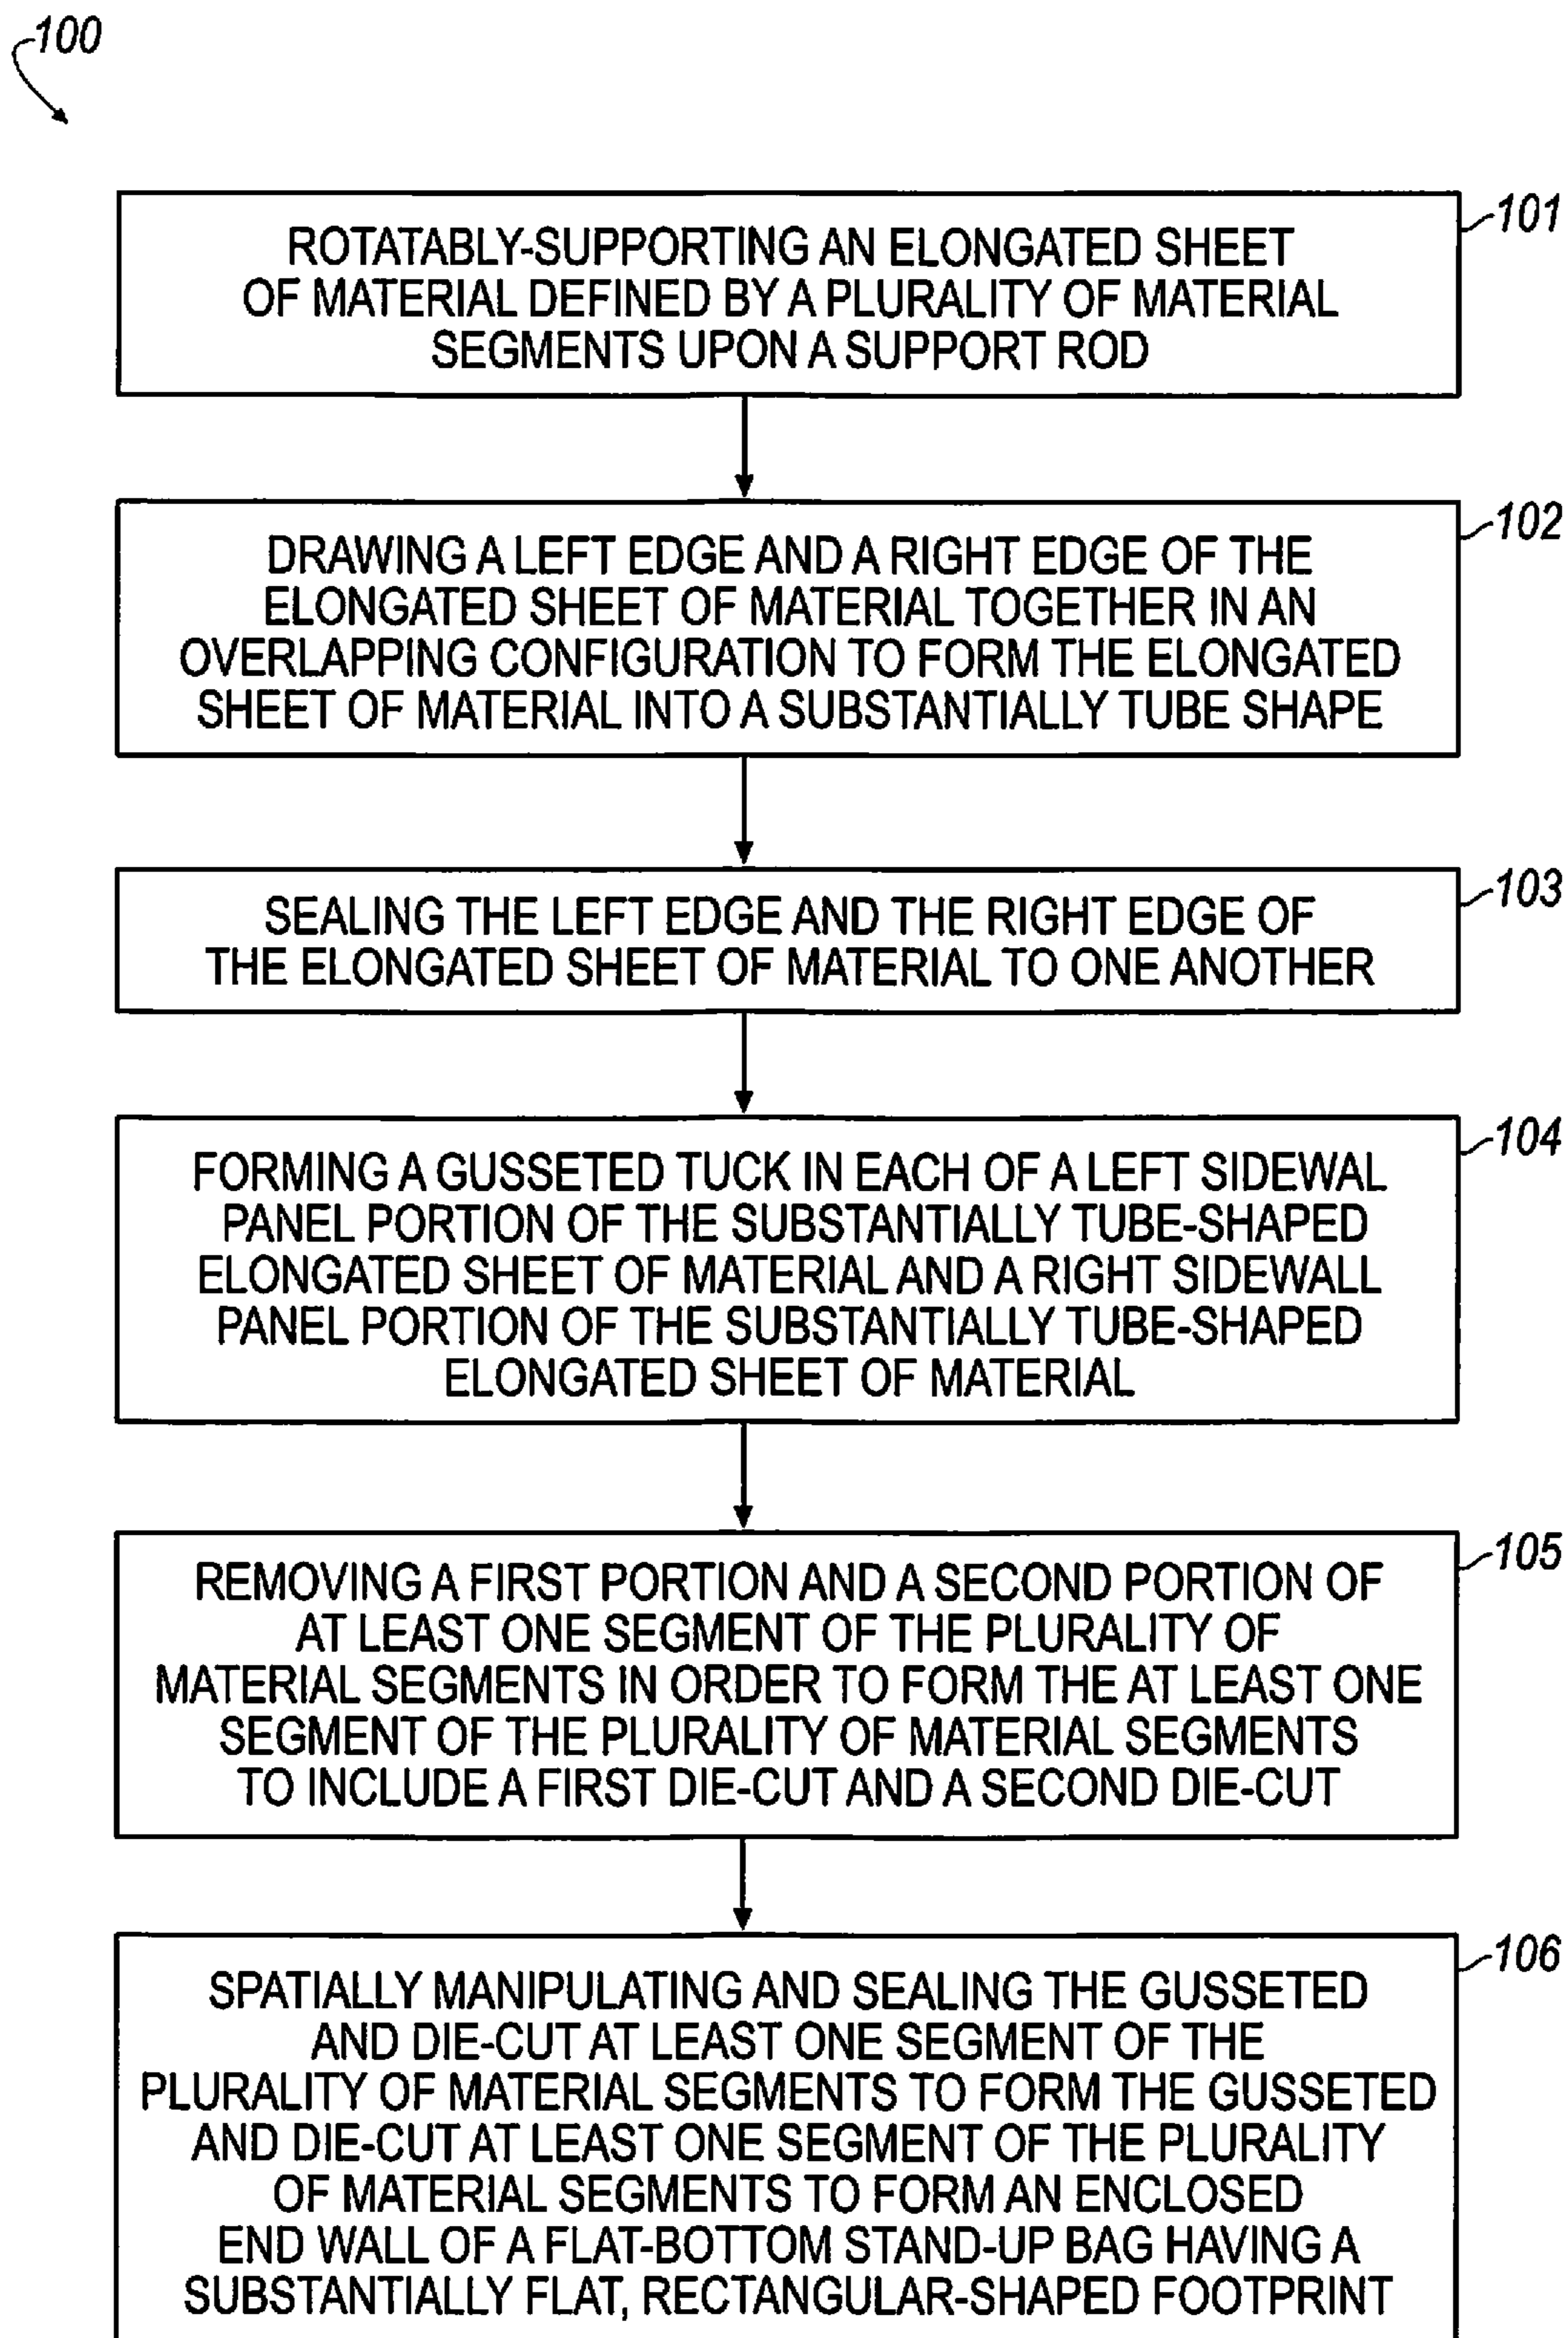 100
101
ROTATABLY-SUPPORTING AN ELONGATED SHEET
OF MATERIAL DEFINED BY A PLURALITY OF MATERIAL
SEGMENTS UPON A SUPPORT ROD
102
DRAWING A LEFT EDGE AND A RIGHT EDGE OF THE
ELONGATED SHEET OF MATERIAL TOGETHER IN AN
OVERLAPPING CONFIGURATION TO FORM THE ELONGATED
SHEET OF MATERIAL INTO A SUBSTANTIALLY TUBE SHAPE
103
SEALING THE LEFT EDGE AND THE RIGHT EDGE OF
THE ELONGATED SHEET OF MATERIAL TO ONE ANOTHER
104
FORMING A GUSSETED TUCK IN EACH OF A LEFT SIDEWAL
PANEL PORTION OF THE SUBSTANTIALLY TUBE-SHAPED
ELONGATED SHEET OF MATERIAL AND A RIGHT SIDEWALL
PANEL PORTION OF THE SUBSTANTIALLY TUBE-SHAPED
ELONGATED SHEET OF MATERIAL
105
REMOVING A FIRST PORTION AND A SECOND PORTION OF
AT LEAST ONE SEGMENT OF THE PLURALITY OF
MATERIAL SEGMENTS IN ORDER TO FORM THE AT LEAST ONE
SEGMENT OF THE PLURALITY OF MATERIAL SEGMENTS
TO INCLUDE A FIRST DIE-CUT AND A SECOND DIE-CUT
106
SPATIALLY MANIPULATING AND SEALING THE GUSSETED
AND DIE-CUT AT LEAST ONE SEGMENT OF THE
PLURALITY OF MATERIAL SEGMENTS TO FORM THE GUSSETED
AND DIE-CUT AT LEAST ONE SEGMENT OF THE PLURALITY
OF MATERIAL SEGMENTS TO FORM AN ENCLOSED
END WALL OF A FLAT-BOTTOM STAND-UP BAG HAVING A
SUBSTANTIALLY FLAT, RECTANGULAR-SHAPED FOOTPRINT